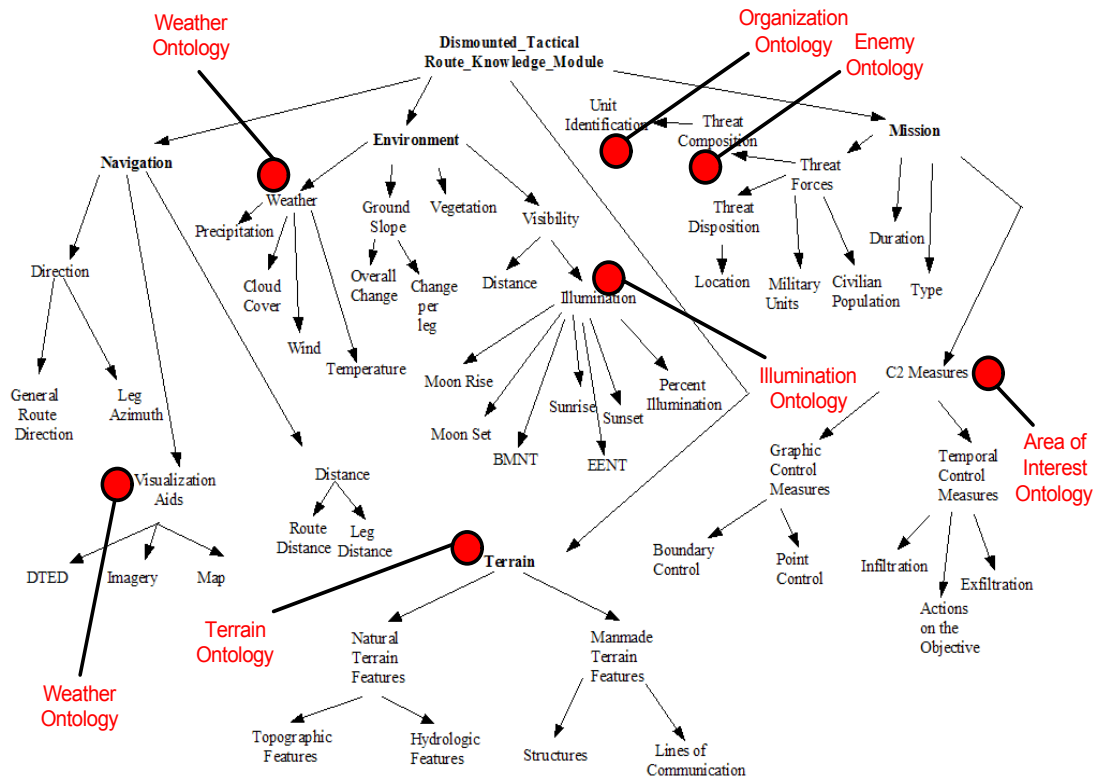 Weather
Ontology
Organization
Ontology
Enemy
Ontology
Dismounted_Tactical
Route_Knowledge_Module
Unit
Identification
Threat
Composition
Mission
Environment
Navigation
Weather
Ground
Slope
Vegetation
Visibility
Threat
Forces
Threat
Disposition
Precipitation
Duration
Direction
Cloud
Cover
Overall
Change
Change
per
leg
Distance
Illumination
Location
Military
Units
Civilian
Population
Type
Wind
Temperature
Moon Rise
Moon Set
BMNT
Sunrise
EENT
Sunset
Percent
Illumination
Illumination
Ontology
C2 Measures
Area of
Interest
Ontology
General
Route
Direction
Leg
Azimuth
Visualization
Aids
Distance
Route
Distance
Leg
Distance
DTED
Imagery
Map
Graphic
Control
Measures
Temporal
Control
Measures
Boundary
Control
Point
Control
Infiltration
Actions
on the
Objective
Exfiltration
Terrain
Terrain
Ontology
Weather
Ontology
Natural
Terrain
Features
Manmade
Terrain
Features
Topographic
Features
Hydrologic
Features
Structures
Lines of
Communication